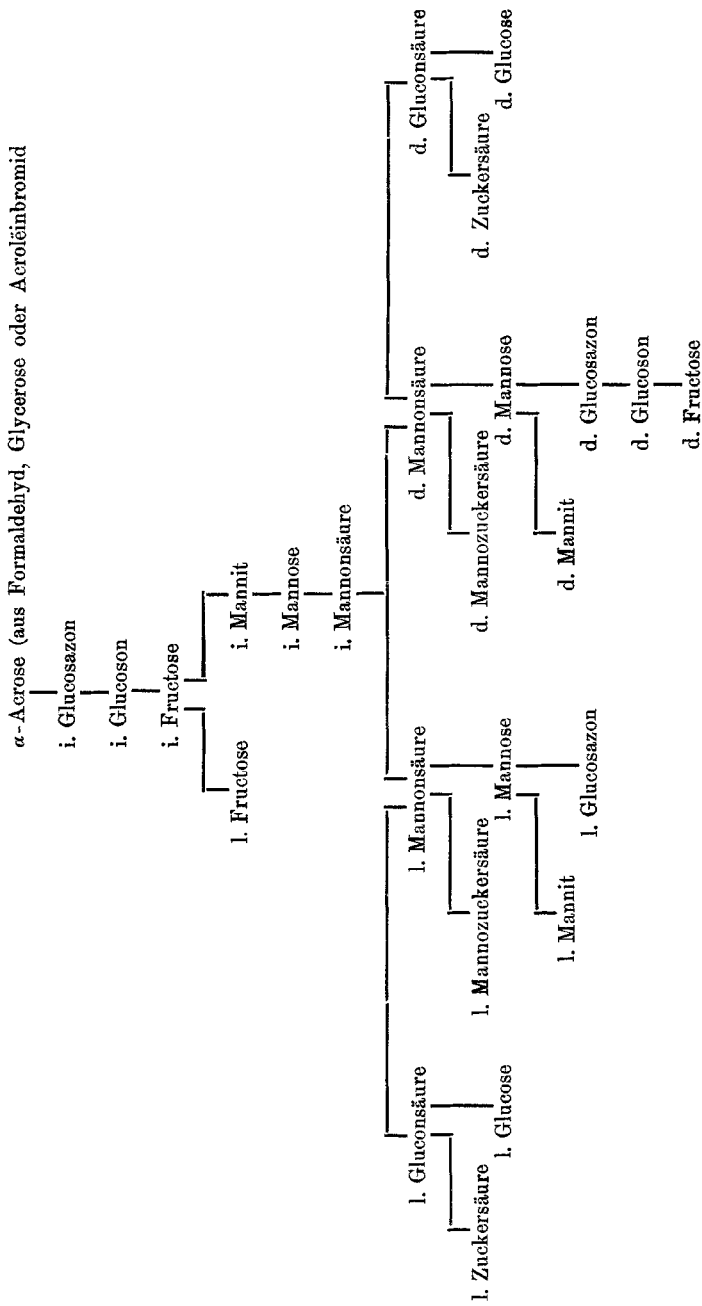 α-Acrose (aus Formaldehyd, Glycerose oder Acroleïnbromid
i. Glucosazon
i. Glucoson
i. Fructose
l. Fructose
i. Mannit
i. Mannose
i. Mannonsäure
l. Gluconsäure
l. Mannonsäure
d. Mannonsäure
d. Gluconsäure
l. Zuckersäure
l. Glucose
l. Mannozuckersäure
l. Mannose
d. Mannozuckersäure
d. Mannose
d. Zuckersäure
d. Glucose
l. Mannit
l. Glucosazon
d. Mannit
d. Glucosazon
d. Glucoson
d. Fructose